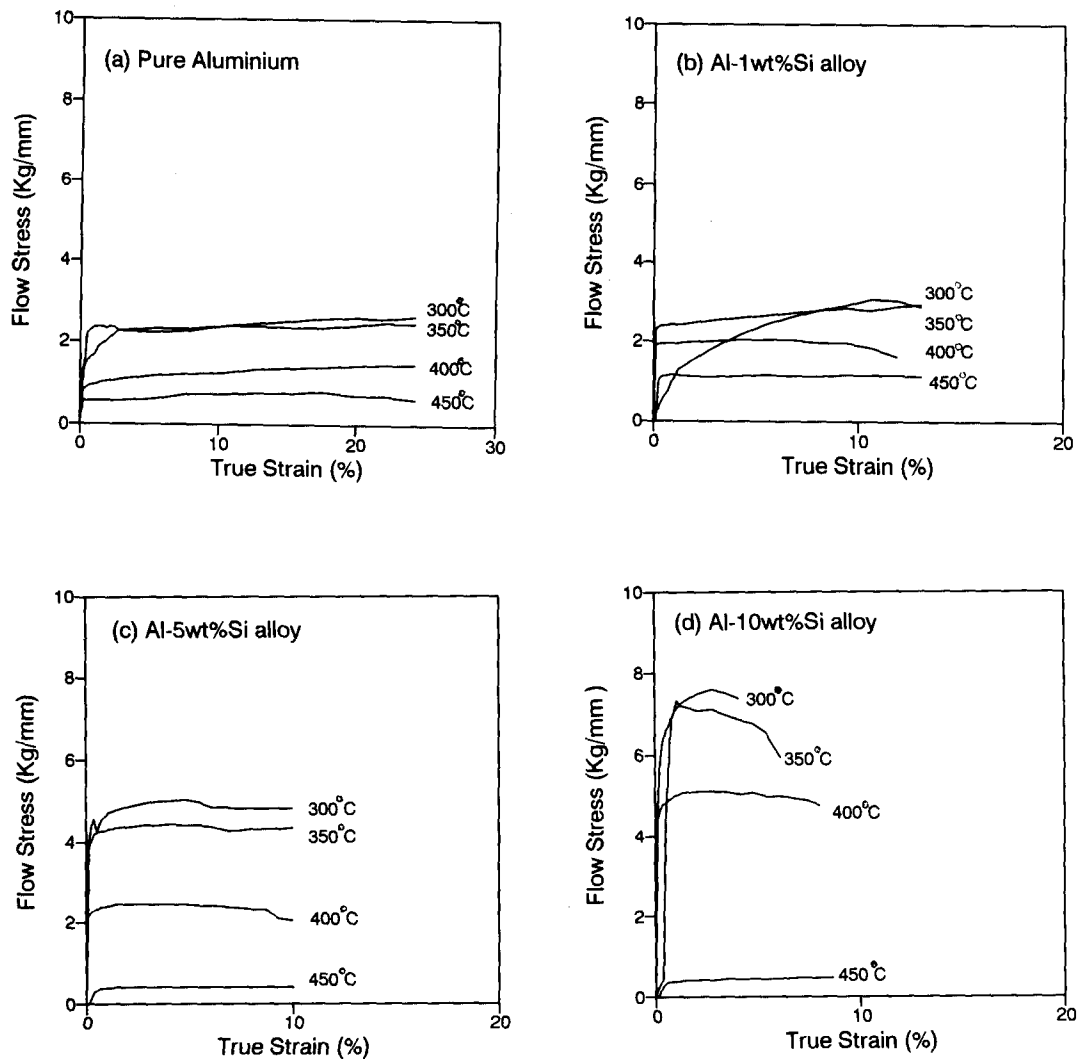 (a) Pure Aluminium
Flow Stress (Kg/mm)
10
8
6
4
2
0
300°C
350°C
400°C
450°C
0 10 20 30
True Strain (%)
(b) Al-1wt%Si alloy
Flow Stress (Kg/mm)
10
8
6
4
2
0
300°C
350°C
400°C
450°C
0 10 20
True Strain (%)
(c) Al-5wt%Si alloy
Flow Stress (Kg/mm)
10
8
6
4
2
0
300°C
350°C
400°C
450°C
0 10 20
True Strain (%)
(d) Al-10wt%Si alloy
Flow Stress (Kg/mm )
10
8
6
4
2
0
300°C
350°C
400°C
450°C
0 10 20
True Strain (%)